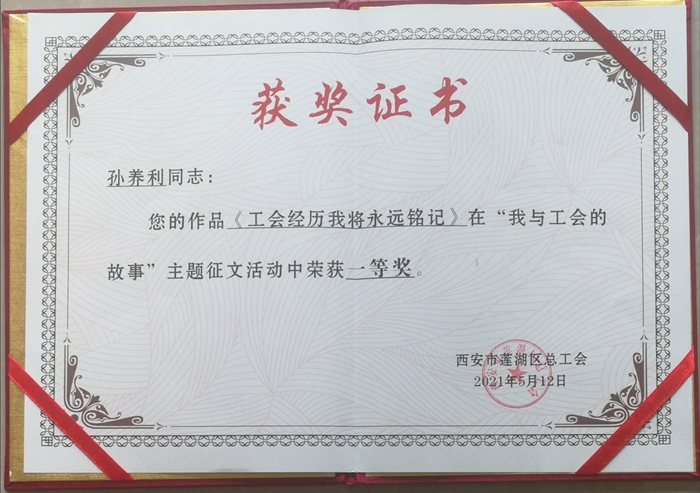 获奖证书
孙养利同志：
您的作品《工会经历我将永远铭记》在“我与工会的
故事”主题征文活动中荣获一等奖。
西安市莲湖区总工会
2021年5月12日